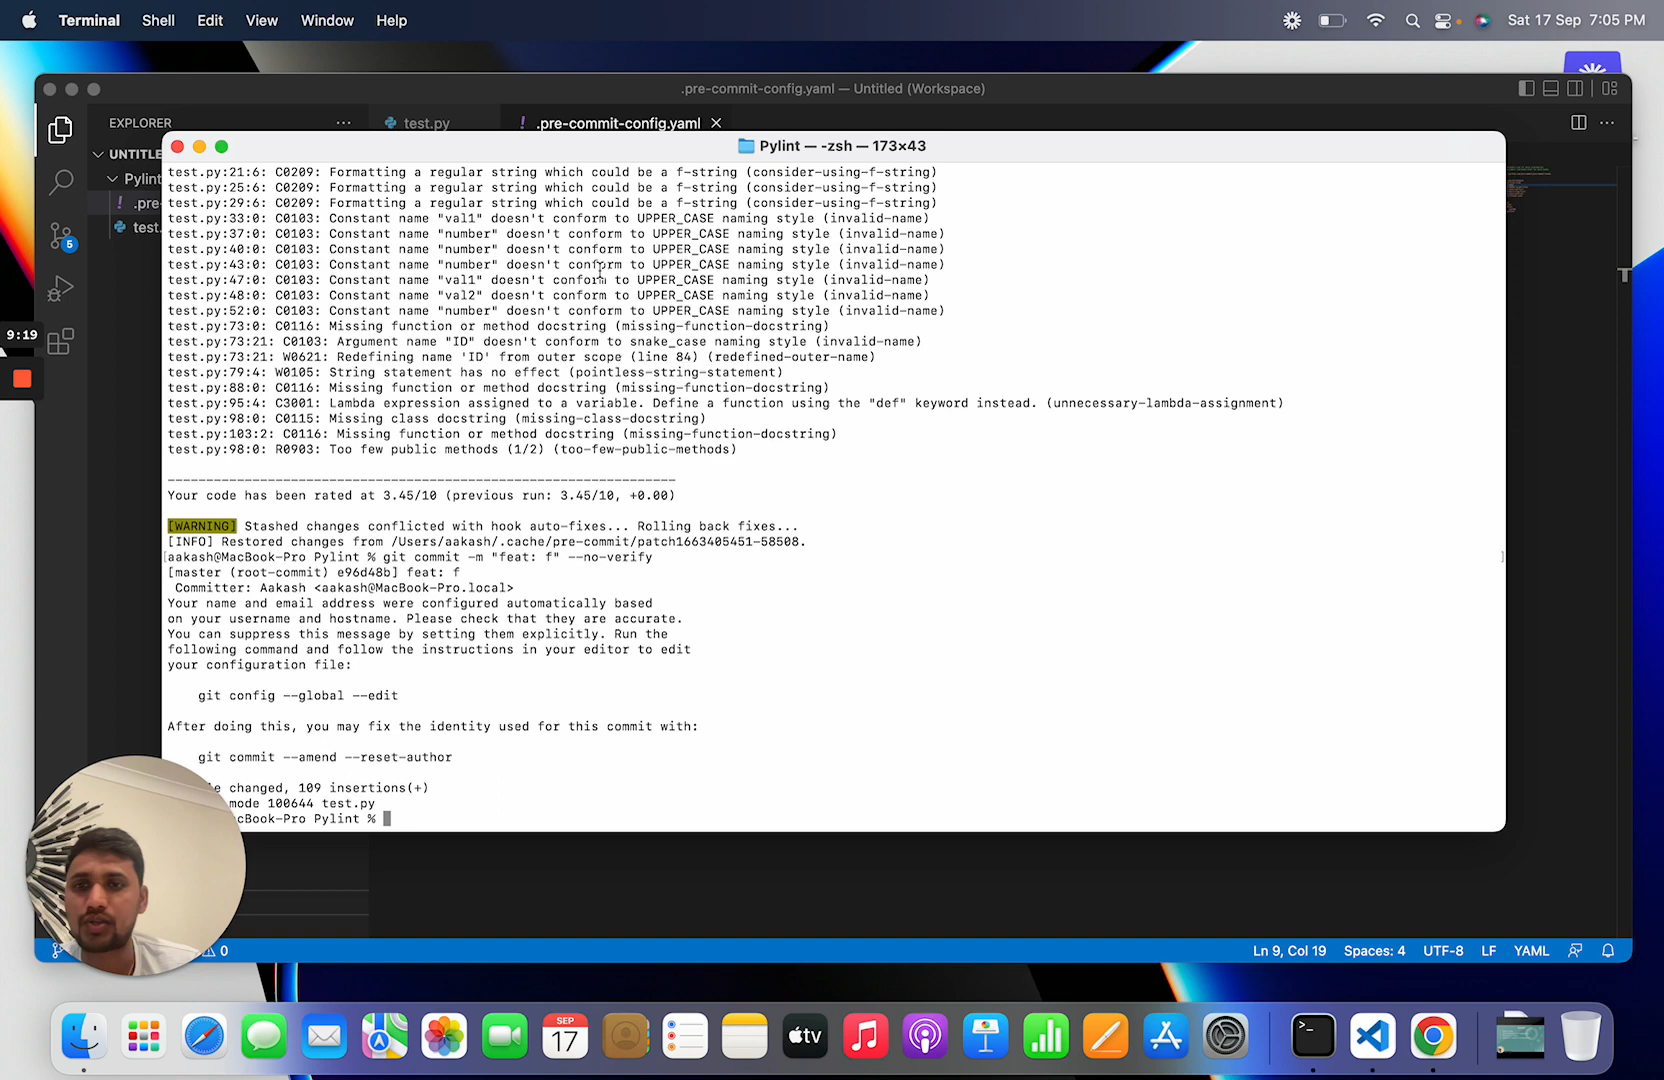 Terminal Shell Edit View Window Help Sat 17 Sep 7:05 PM
.pre-commit-config.yaml — Untitled (Workspace)
EXPLORER ··· test.py ! .pre-commit-config.yaml ×
Pylint — -zsh — 173×43
UNTITLE
Pylint
! .pre-
test.
5
9:19
test.py:21:6: C0209: Formatting a regular string which could be a f-string (consider-using-f-string)
test.py:25:6: C0209: Formatting a regular string which could be a f-string (consider-using-f-string)
test.py:29:6: C0209: Formatting a regular string which could be a f-string (consider-using-f-string)
test.py:33:0: C0103: Constant name "val1" doesn't conform to UPPER_CASE naming style (invalid-name)
test.py:37:0: C0103: Constant name "number" doesn't conform to UPPER_CASE naming style (invalid-name)
test.py:40:0: C0103: Constant name "number" doesn't conform to UPPER_CASE naming style (invalid-name)
test.py:43:0: C0103: Constant name "number" doesn't conform to UPPER_CASE naming style (invalid-name)
test.py:47:0: C0103: Constant name "val1" doesn't conform to UPPER_CASE naming style (invalid-name)
test.py:48:0: C0103: Constant name "val2" doesn't conform to UPPER_CASE naming style (invalid-name)
test.py:52:0: C0103: Constant name "number" doesn't conform to UPPER_CASE naming style (invalid-name)
test.py:73:0: C0116: Missing function or method docstring (missing-function-docstring)
test.py:73:21: C0103: Argument name "ID" doesn't conform to snake_case naming style (invalid-name)
test.py:73:21: W0621: Redefining name 'ID' from outer scope (line 84) (redefined-outer-name)
test.py:79:4: W0105: String statement has no effect (pointless-string-statement)
test.py:88:0: C0116: Missing function or method docstring (missing-function-docstring)
test.py:95:4: C3001: Lambda expression assigned to a variable. Define a function using the "def" keyword instead. (unnecessary-lambda-assignment)
test.py:98:0: C0115: Missing class docstring (missing-class-docstring)
test.py:103:2: C0116: Missing function or method docstring (missing-function-docstring)
test.py:98:0: R0903: Too few public methods (1/2) (too-few-public-methods)
------------------------------------------------------------------
Your code has been rated at 3.45/10 (previous run: 3.45/10, +0.00)
[WARNING] Stashed changes conflicted with hook auto-fixes... Rolling back fixes...
[INFO] Restored changes from /Users/aakash/.cache/pre-commit/patch1663405451-58508.
[aakash@MacBook-Pro Pylint % git commit -m "feat: f" --no-verify ]
[master (root-commit) e96d48b] feat: f
Committer: Aakash <aakash@MacBook-Pro.local>
Your name and email address were configured automatically based
on your username and hostname. Please check that they are accurate.
You can suppress this message by setting them explicitly. Run the
following command and follow the instructions in your editor to edit
your configuration file:
git config --global --edit
After doing this, you may fix the identity used for this commit with:
git commit --amend --reset-author
e changed, 109 insertions(+)
mode 100644 test.py
cBook-Pro Pylint %
0 Ln 9, Col 19 Spaces: 4 UTF-8 LF YAML
SEP
17
tv
>_